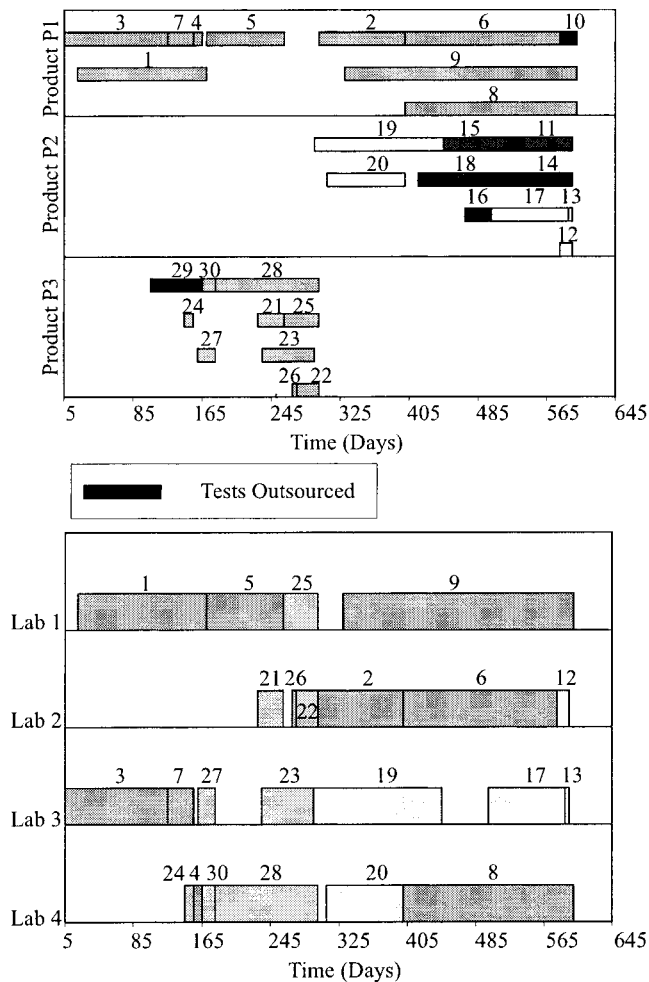 Product P1
3 7 4 5 2 6 10
1 9
8
Product P2
19 15 11
20 18 14
16 17 13
12
Product P3
29 30 28
24 21 25
27 23
26 22
5 85 165 245 325 405 485 565 645
Time (Days)
Tests Outsourced
Lab 1 1 5 25 9
Lab 2 21 26 22 2 6 12
Lab 3 3 7 27 23 19 17 13
Lab 4 24 4 30 28 20 8
5 85 165 245 325 405 485 565 645
Time (Days)